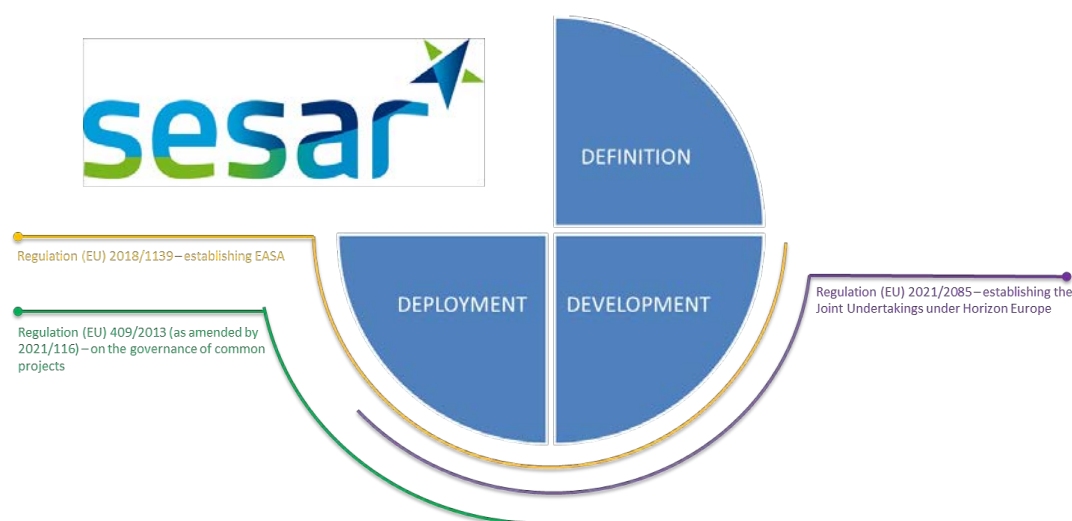 sesar
DEFINITION
Regulation (EU) 2018/1139–establishing EASA
DEPLOYMENT
DEVELOPMENT
Regulation (EU) 2021/2085–establishing the
Joint Undertakings under Horizon Europe
Regulation (EU) 409/2013 (as amended by
2021/116) – on the governance of common
projects